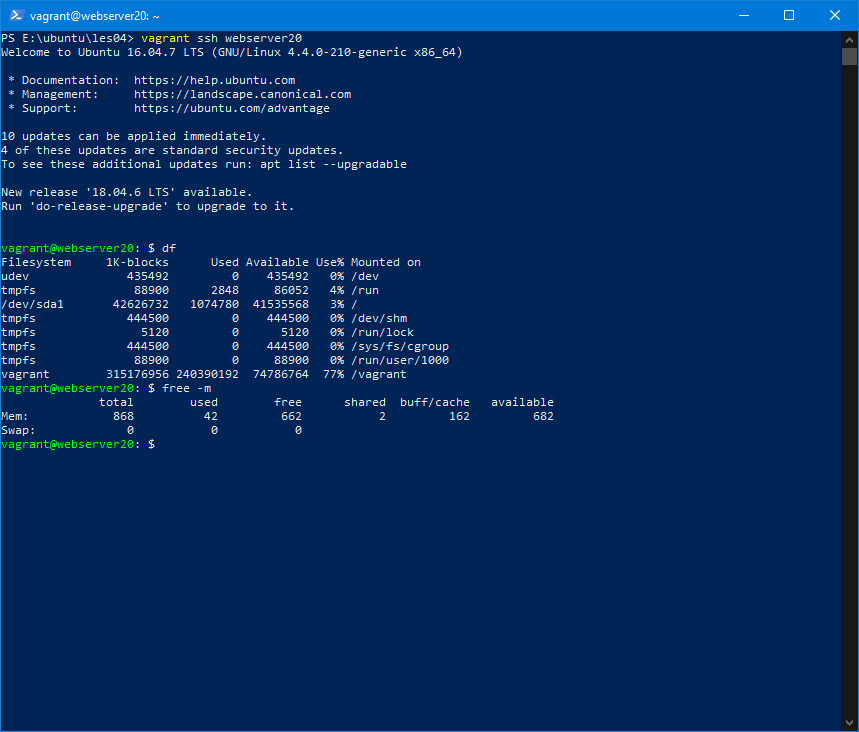 vagrant@webserver20: ~
PS E:\ubuntu\les04> vagrant ssh webserver20
Welcome to Ubuntu 16.04.7 LTS (GNU/Linux 4.4.0-210-generic x86_64)

 * Documentation:  https://help.ubuntu.com
 * Management:     https://landscape.canonical.com
 * Support:        https://ubuntu.com/advantage

10 updates can be applied immediately.
4 of these updates are standard security updates.
To see these additional updates run: apt list --upgradable

New release '18.04.6 LTS' available.
Run 'do-release-upgrade' to upgrade to it.


vagrant@webserver20: $ df
Filesystem     1K-blocks      Used Available Use% Mounted on
udev              435492         0    435492   0% /dev
tmpfs              88900      2848     86052   4% /run
/dev/sda1       42626732   1074780  41535568   3% /
tmpfs             444500         0    444500   0% /dev/shm
tmpfs               5120         0      5120   0% /run/lock
tmpfs             444500         0    444500   0% /sys/fs/cgroup
tmpfs              88900         0     88900   0% /run/user/1000
vagrant        315176956 240390192  74786764  77% /vagrant
vagrant@webserver20: $ free -m
              total        used        free      shared  buff/cache   available
Mem:            868          42         662           2         162         682
Swap:             0           0           0
vagrant@webserver20: $